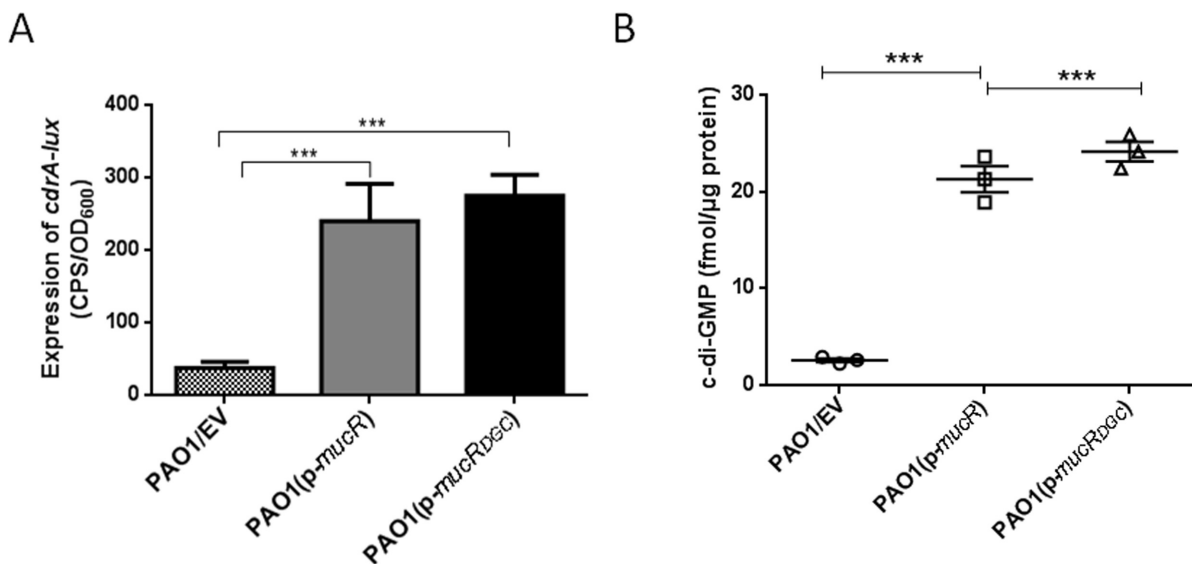 A
Expression of cdrA-lux
(CPS/OD600)
400
300
200
100
0
***
***
PAO1/EV
PAO1(p-mucR)
PAO1(p-mucRDGC)
B
c-di-GMP (fmol/µg protein)
30
20
10
0
***
***
PAO1/EV
PAO1(p-mucR)
PAO1(p-mucRDGC)